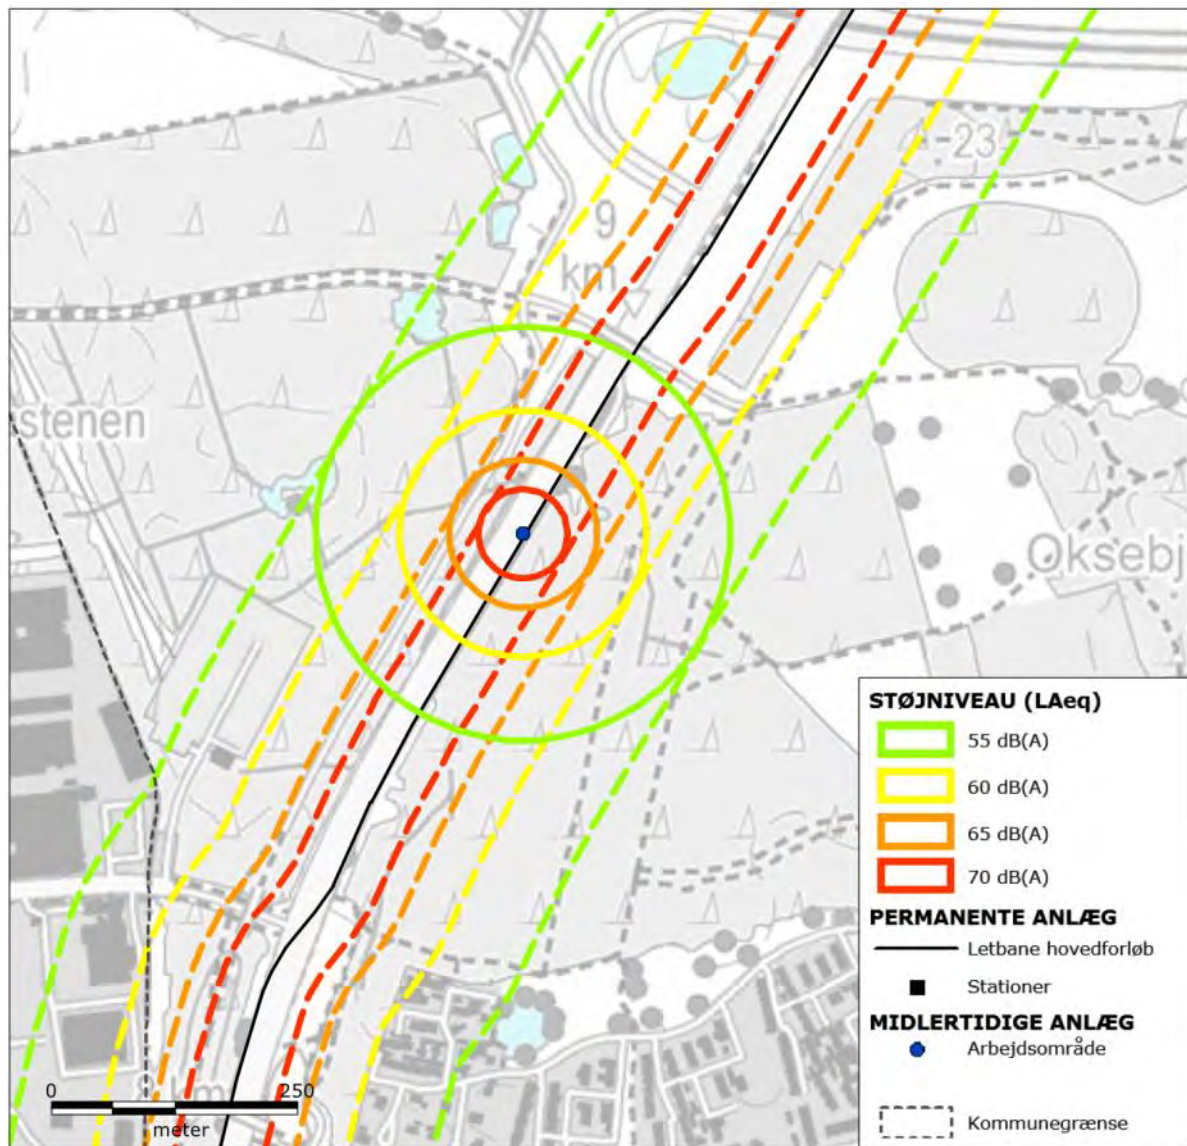 23
9
km
stenen
Oksebj
STØJNIVEAU (LAeq)
55 dB(A)
60 dB(A)
65 dB(A)
70 dB(A)
PERMANENTE ANLÆG
Letbane hovedforløb
Stationer
MIDLERTIDIGE ANLÆG
Arbejdsområde
Kommunegrænse
0 250
meter